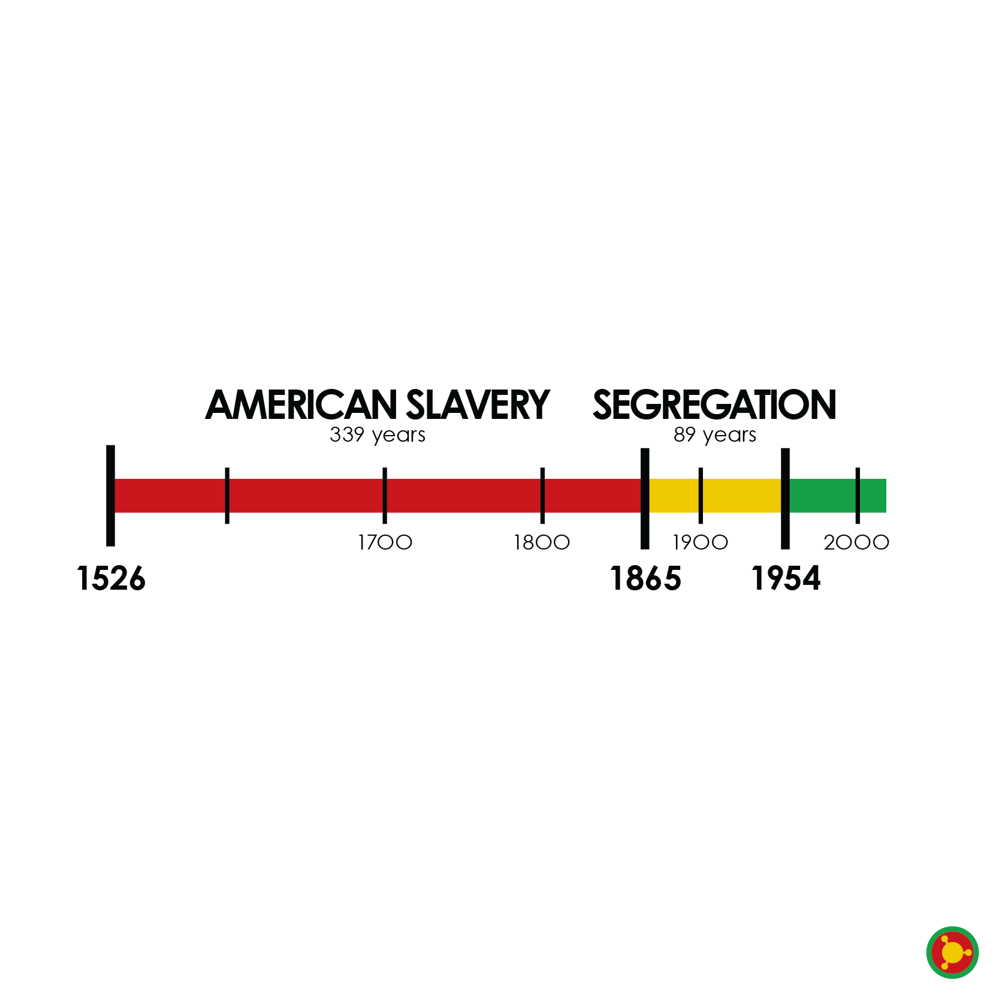 AMERICAN SLAVERY
339 years
SEGREGATION
89 years
1700
1800
1900
2000
1526
1865
1954